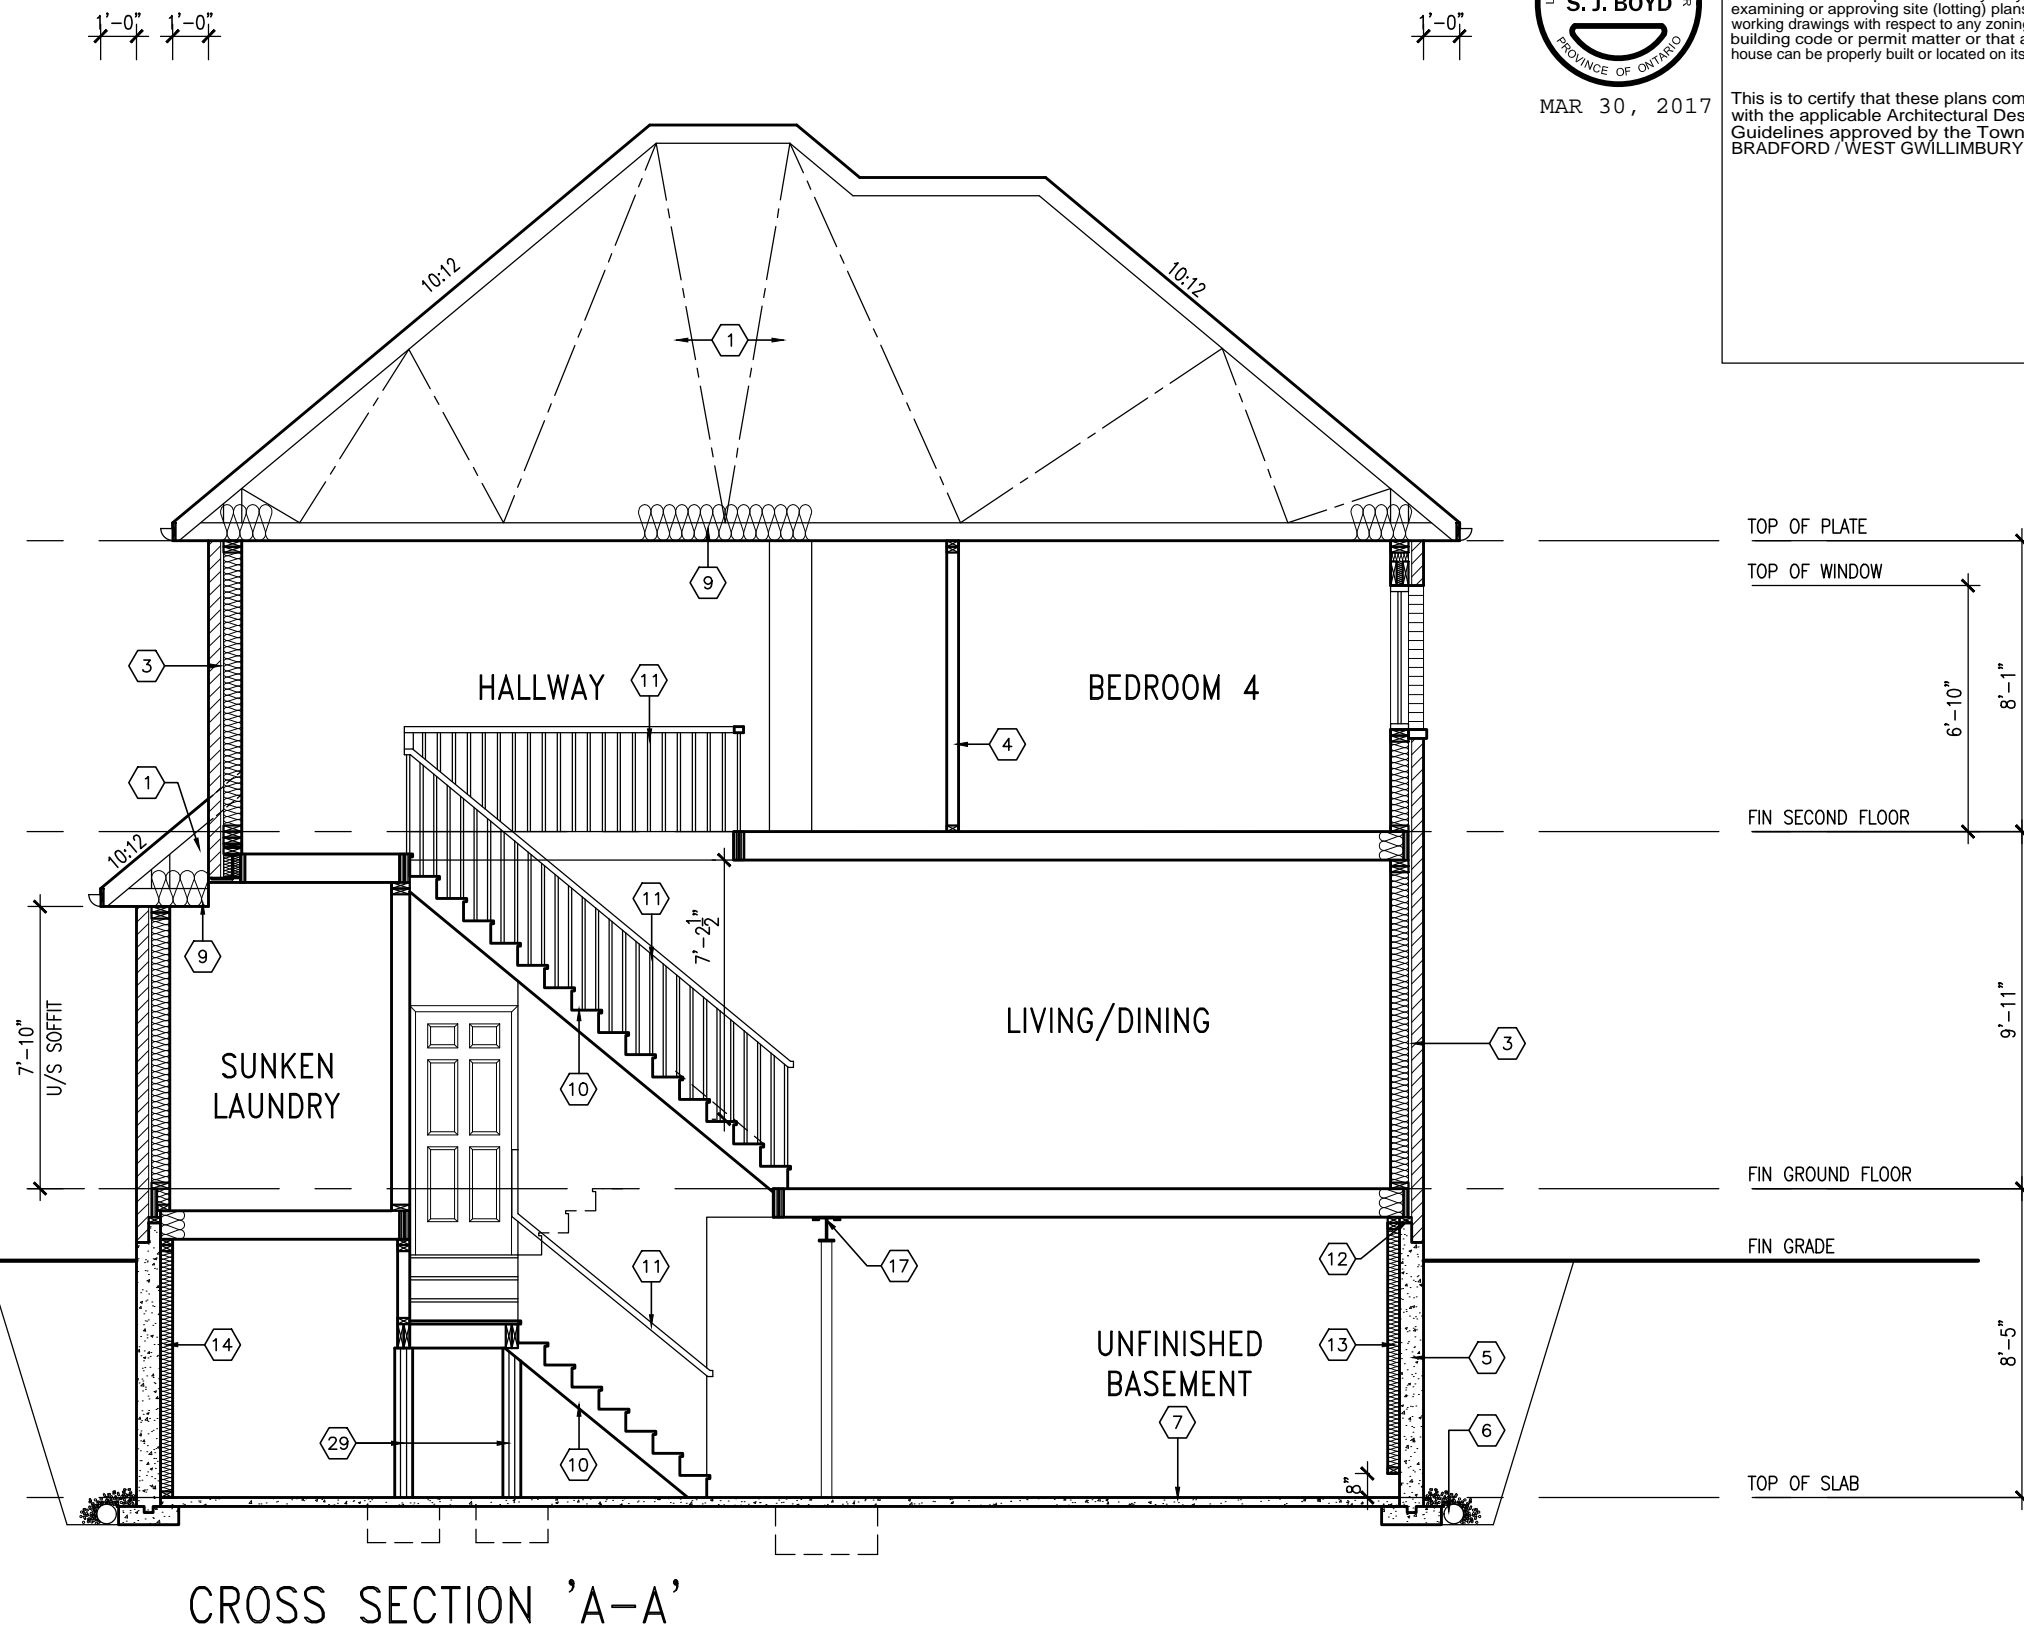 1'-0" 1'-0"
1'-0"
S. J. BOYD
PROVINCE OF ONTARIO
MAR 30, 2017
examining or approving site (lotting) plans
working drawings with respect to any zoning
building code or permit matter or that a
house can be properly built or located on its
This is to certify that these plans com
with the applicable Architectural Des
Guidelines approved by the Town
BRADFORD / WEST GWILLIMBURY
10:12
10:12
1
TOP OF PLATE
TOP OF WINDOW
9
3
HALLWAY
11
BEDROOM 4
4
6'-10"
8'-1"
1
10:12
FIN SECOND FLOOR
11
7'-2½"
9
7'-10"
U/S SOFFIT
SUNKEN
LAUNDRY
10
LIVING/DINING
3
9'-11"
FIN GROUND FLOOR
FIN GRADE
12
17
11
14
UNFINISHED
BASEMENT
13
5
8'-5"
7
6
29
10
8"
TOP OF SLAB
CROSS SECTION 'A-A'